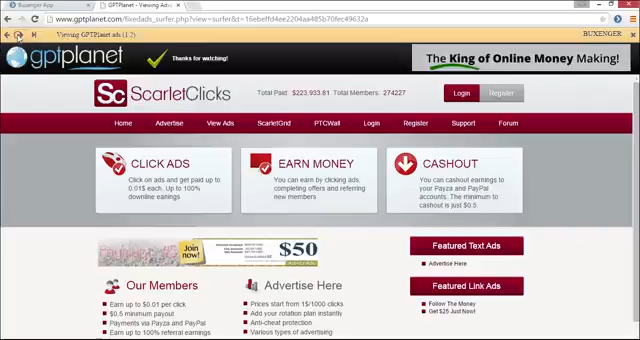 Buxenger App
GPTPlanet - Viewing Ads
www.gptplanet.com/fixedads_surfer.php?view=surfer&t=16ebeffd4ee2204aa485b70fec49632a
Viewing GPTPlanet ads (1 2)
BUXENGER
gptplanet
Thanks for watching!
The King of Online Money Making!
Sc ScarletClicks
Total Paid: $223,933.81 Total Members: 274227
Login Register
Home Advertise View Ads ScarletGrid PTCWall Login Register Support Forum
CLICK ADS
Click on ads and get paid up to
0.01$ each. Up to 100%
downline earnings
EARN MONEY
You can earn by clicking ads,
completing offers and referring
new members
CASHOUT
You can cashout earnings to
your Payza and PayPal
accounts. The minimum to
cashout is just $0.5.
Join
now!
$50
Featured Text Ads
Advertise Here
Featured Link Ads
Follow The Money
Get $25 Just Now!
Our Members
Earn up to $0.01 per click
$0.5 minimum payout
Payments via Payza and PayPal
Earn up to 100% referral earnings
Advertise Here
Prices start from 1$/1000 clicks
Add your rotation plan instantly
Anti-cheat protection
Various types of advertising